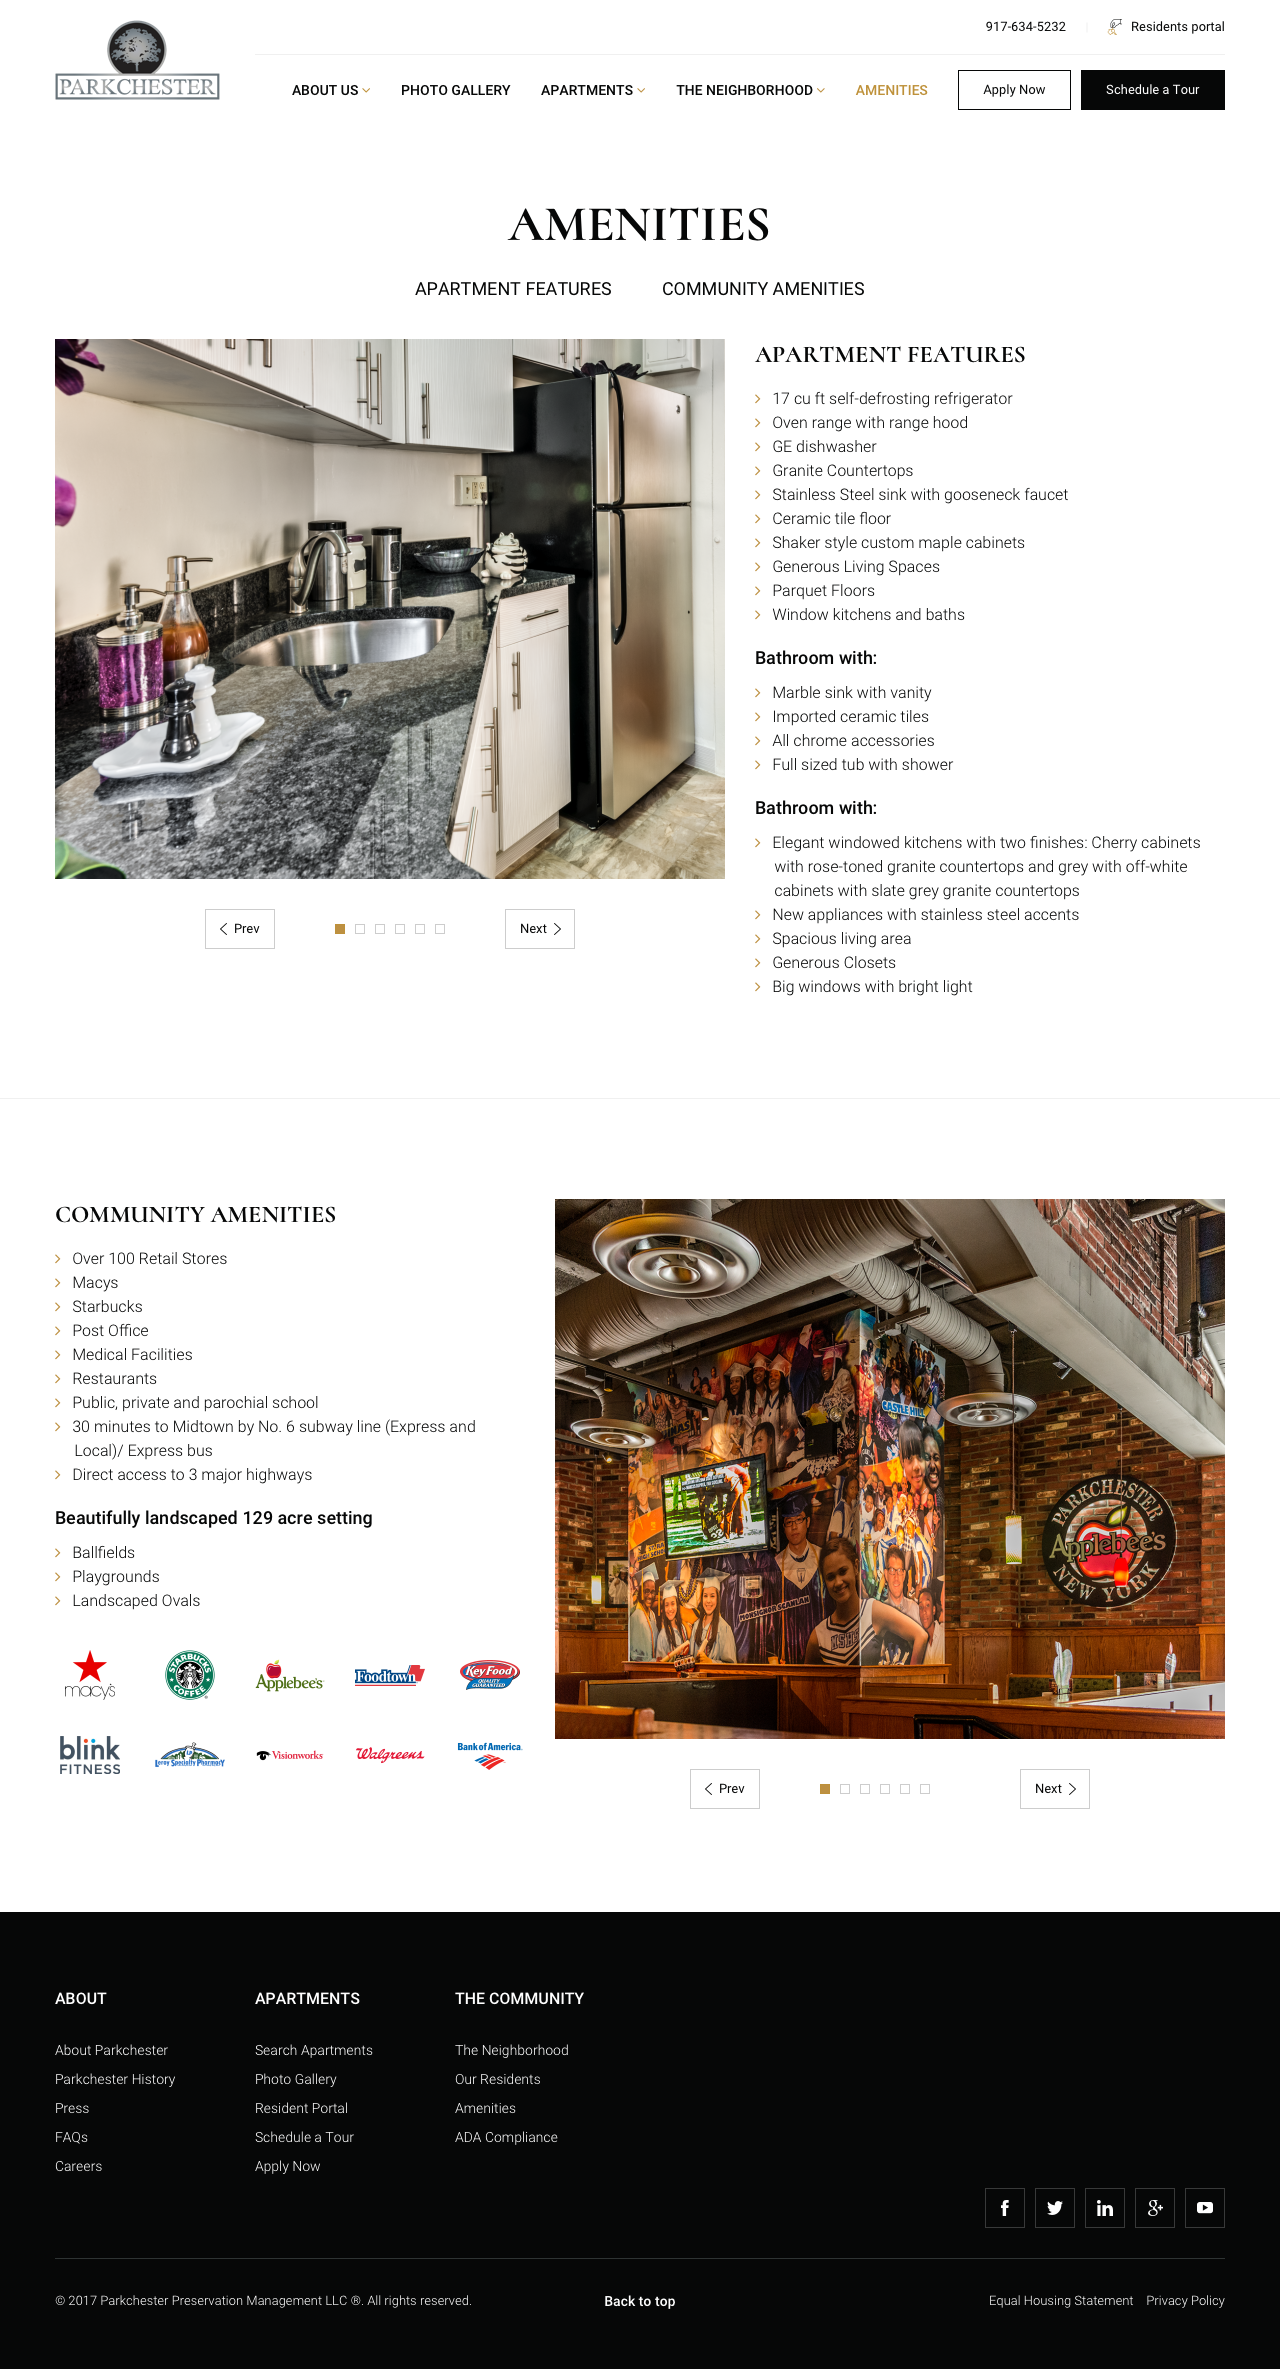 917-634-5232
Residents portal
PARKCHESTER
ABOUT US
PHOTO GALLERY
APARTMENTS
THE NEIGHBORHOOD
AMENITIES
Apply Now
Schedule a Tour
AMENITIES
APARTMENT FEATURES
COMMUNITY AMENITIES
APARTMENT FEATURES
17 cu ft self-defrosting refrigerator
Oven range with range hood
GE dishwasher
Granite Countertops
Stainless Steel sink with gooseneck faucet
Ceramic tile floor
Shaker style custom maple cabinets
Generous Living Spaces
Parquet Floors
Window kitchens and baths
Bathroom with:
Marble sink with vanity
Imported ceramic tiles
All chrome accessories
Full sized tub with shower
Bathroom with:
Elegant windowed kitchens with two finishes: Cherry cabinets
with rose-toned granite countertops and grey with off-white
cabinets with slate grey granite countertops
New appliances with stainless steel accents
Spacious living area
Generous Closets
Big windows with bright light
Prev
Next
COMMUNITY AMENITIES
Over 100 Retail Stores
Macys
Starbucks
Post Office
Medical Facilities
Restaurants
Public, private and parochial school
30 minutes to Midtown by No. 6 subway line (Express and
Local)/ Express bus
Direct access to 3 major highways
Beautifully landscaped 129 acre setting
Ballfields
Playgrounds
Landscaped Ovals
macy's
STARBUCKS
COFFEE
Applebee's
Foodtown
Key Food
QUALITY
GUARANTEED
blink
FITNESS
Leroy Specialty Pharmacy
Visionworks
Walgreens
Bank of America
CASTLE HILL
MONSIGNOR SCANLAN
PARKCHESTER
Applebee's
NEW YORK
Prev
Next
ABOUT
About Parkchester
Parkchester History
Press
FAQs
Careers
APARTMENTS
Search Apartments
Photo Gallery
Resident Portal
Schedule a Tour
Apply Now
THE COMMUNITY
The Neighborhood
Our Residents
Amenities
ADA Compliance
© 2017 Parkchester Preservation Management LLC ®. All rights reserved.
Back to top
Equal Housing Statement
Privacy Policy